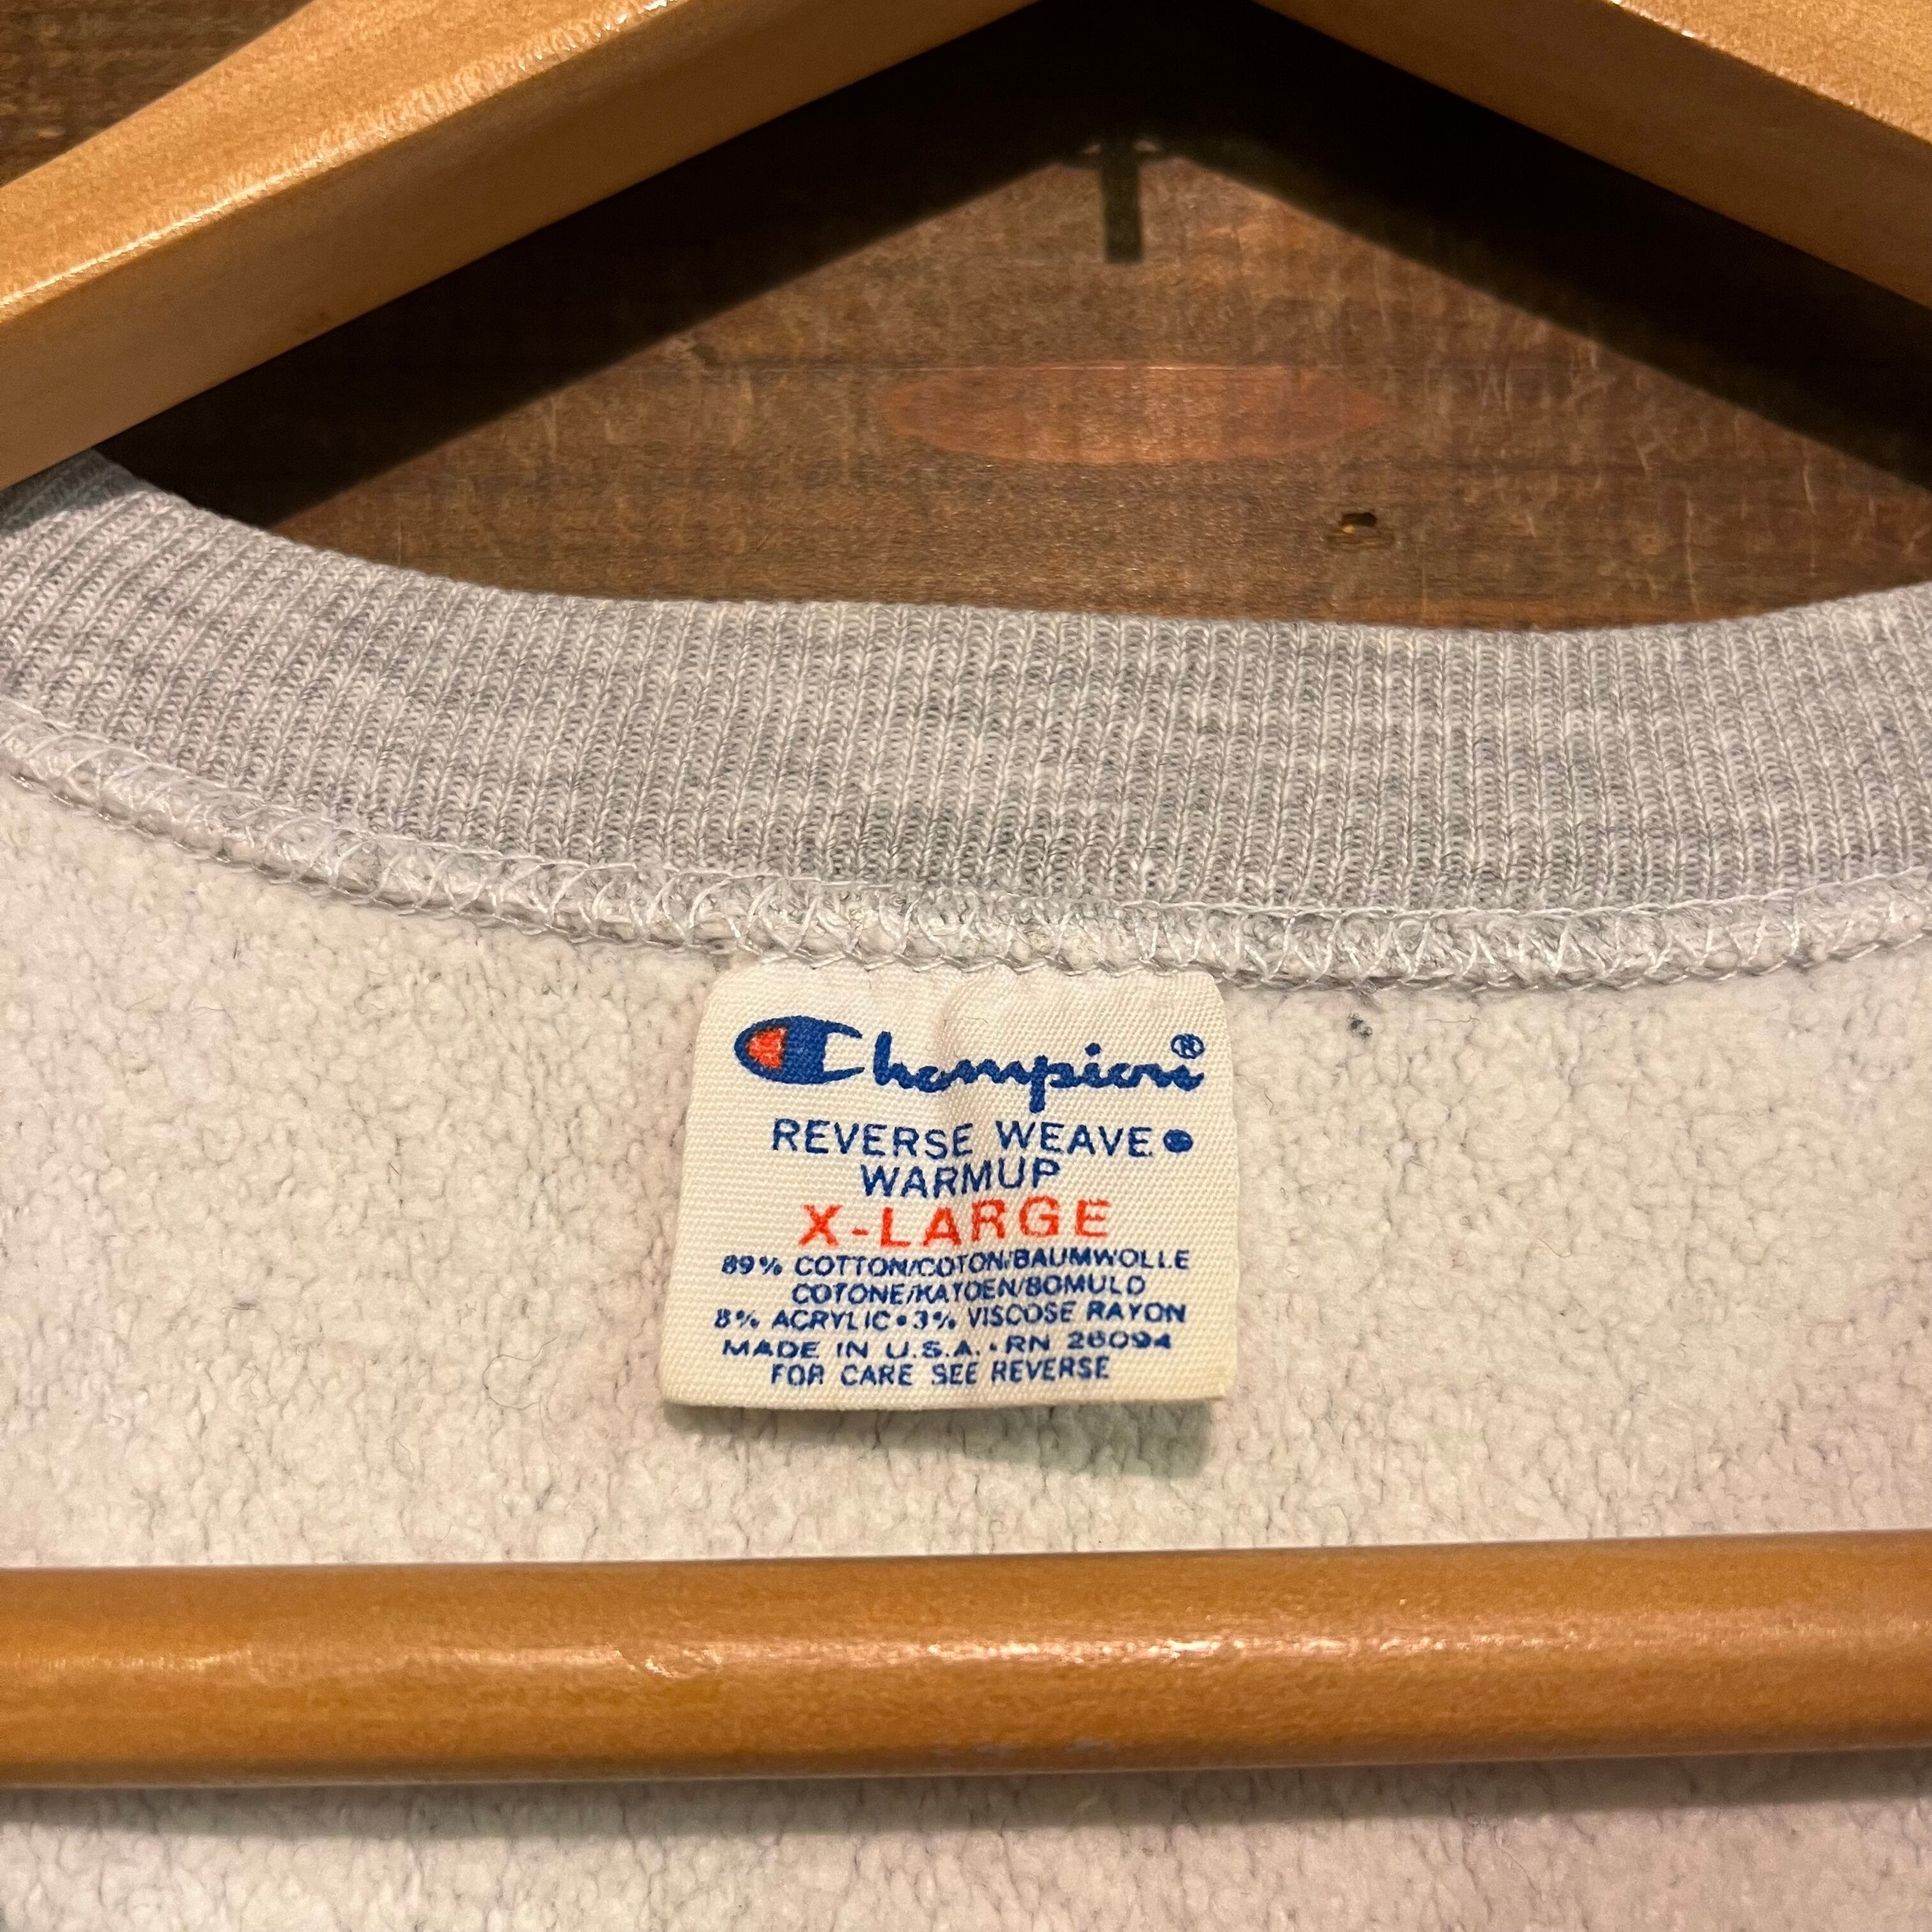 Champion®
REVERSE WEAVE●
WARMUP
X-LARGE
89% COTTON/COTON/BAUMWOLLE
COTONE/KATOEN/BOMULD
8% ACRYLIC•3% VISCOSE RAYON
MADE IN U.S.A.•RN 26094
FOR CARE SEE REVERSE